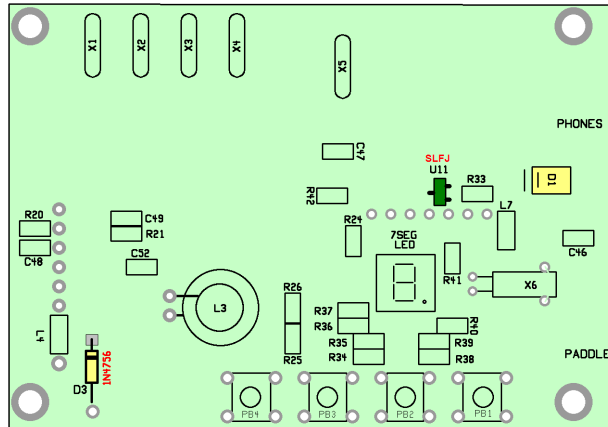 X1
X2
X3
X4
X5
PHONES
C47
SLFJ
U11
R33
D1
R42
L7
R20
C49
R24
R21
7SEG
LED
C46
C48
C52
R41
X6
R26
L3
R37
R36
R40
L4
R35
R39
R34
R38
R25
PADDLE
1N4756
D3
PB4
PB3
PB2
PB1